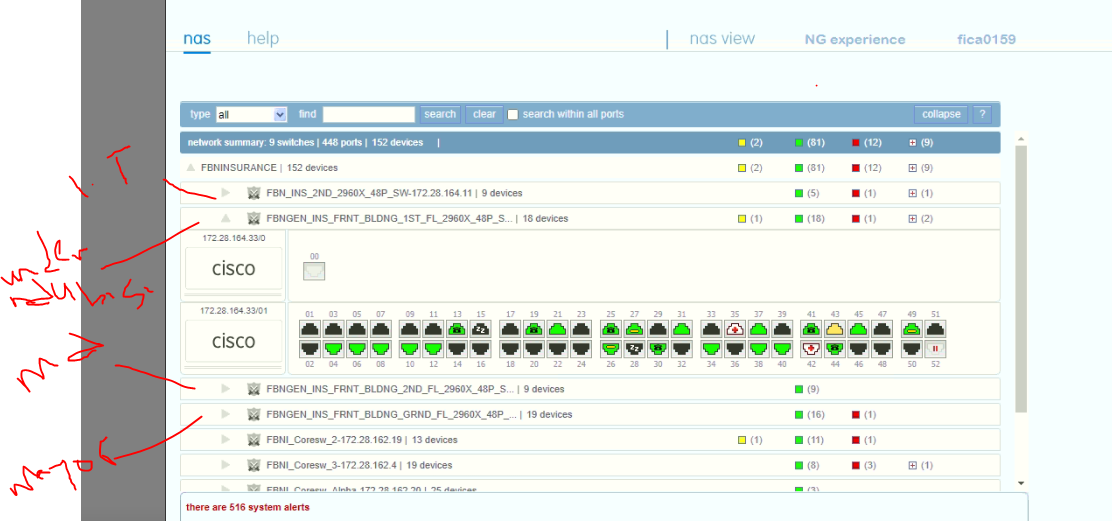 nas help nas view NG experience fica0159
type all find search clear search within all ports collapse ?
network summary: 9 switches | 448 ports | 152 devices | (2) (81) (12) (9)
FBNINSURANCE | 152 devices (2) (81) (12) (9)
I.T
FBN_INS_2ND_2960X_48P_SW-172.28.164.11 | 9 devices (5) (1) (1)
FBNGEN_INS_FRNT_BLDNG_1ST_FL_2960X_48P_S... | 18 devices (1) (18) (1) (2)
172.28.164.33/0
cisco
00
172.28.164.33/01
cisco
01 03 05 07 09 11 13 15 17 19 21 23 25 27 29 31 33 35 37 39 41 43 45 47 49 51
zz
zz
02 04 06 08 10 12 14 16 18 20 22 24 26 28 30 32 34 36 38 40 42 44 46 48 50 52
FBNGEN_INS_FRNT_BLDNG_2ND_FL_2960X_48P_S... | 9 devices (9)
FBNGEN_INS_FRNT_BLDNG_GRND_FL_2960X_48P_... | 19 devices (16) (1)
FBNI_Coresw_2-172.28.162.19 | 13 devices (1) (11) (1)
FBNI_Coresw_3-172.28.162.4 | 19 devices (8) (3) (1)
FBNI_Coresw_Alpha-172.28.162.20 | 25 devices (3)
there are 516 system alerts